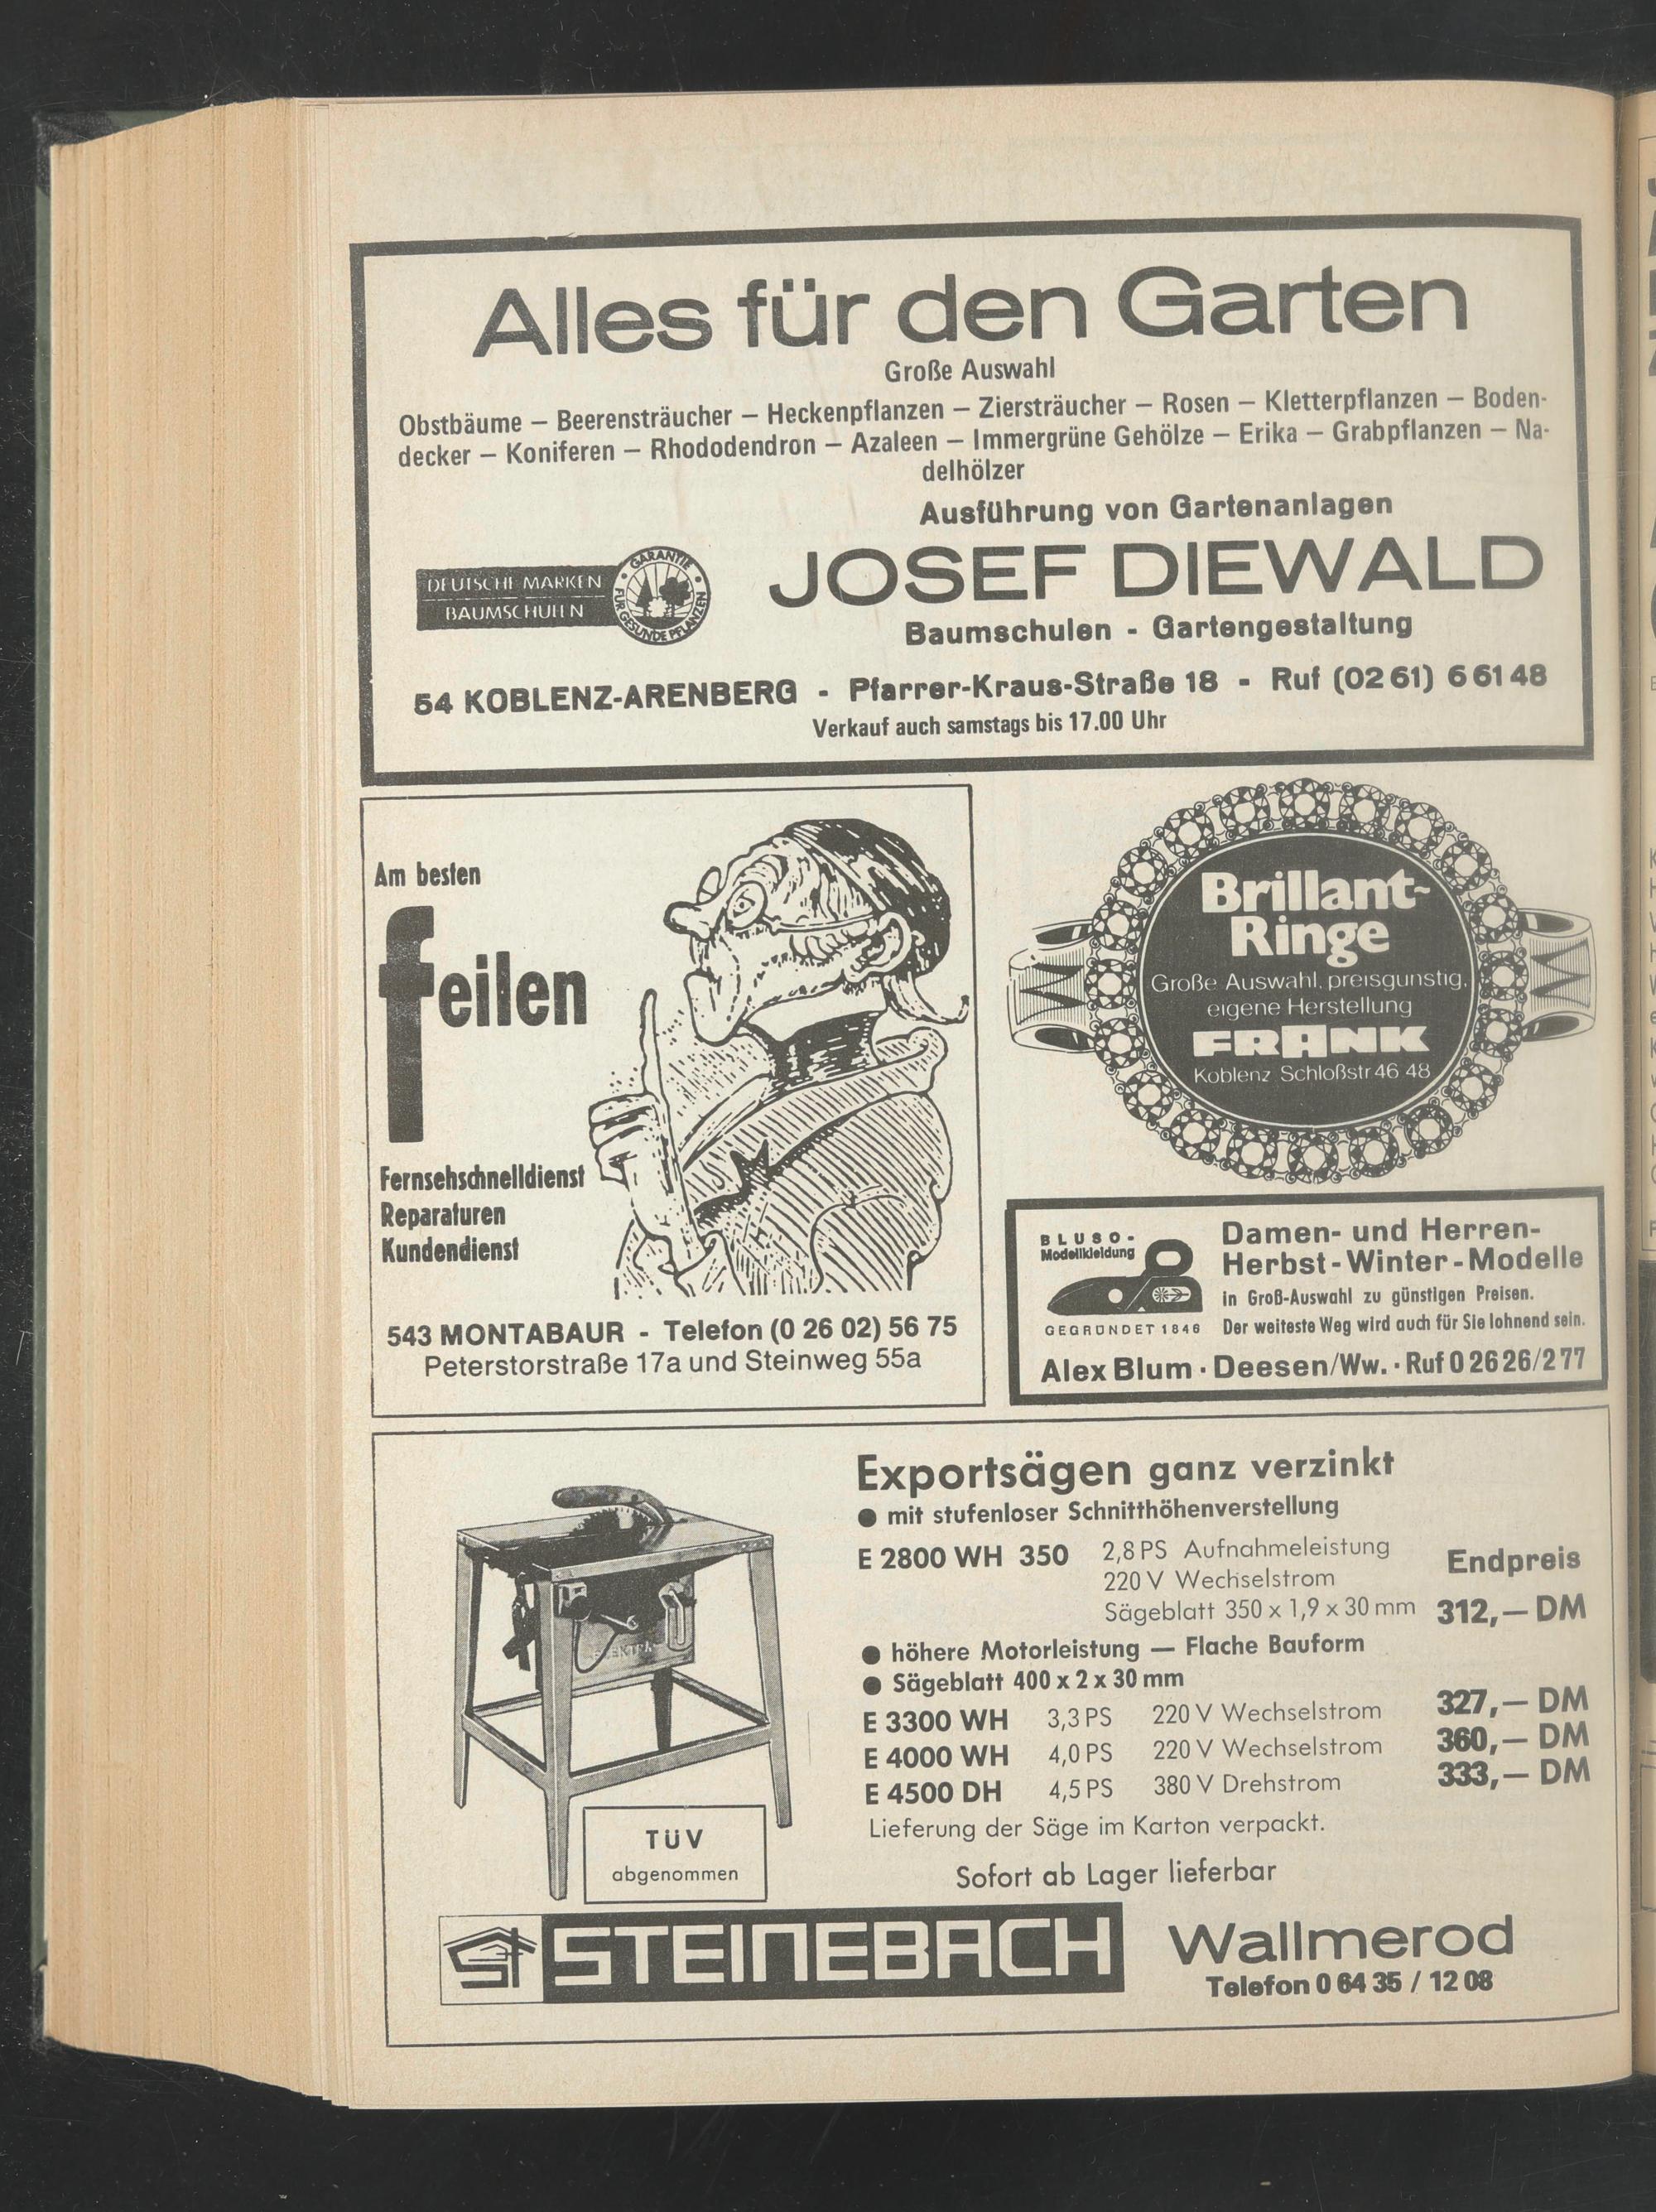 Alles für den Garten
Große Auswahl
Obstbäume – Beerensträucher – Heckenpflanzen – Ziersträucher – Rosen – Kletterpflanzen – Boden-
decker – Koniferen – Rhododendron – Azaleen – Immergrüne Gehölze – Erika – Grabpflanzen – Na-
delhölzer
Ausführung von Gartenanlagen
DEUTSCHE MARKEN
BAUMSCHULEN
GARANTIE
FÜR GESUNDE PFLANZEN
JOSEF DIEWALD
Baumschulen - Gartengestaltung
54 KOBLENZ-ARENBERG - Pfarrer-Kraus-Straße 18 - Ruf (02 61) 6 61 48
Verkauf auch samstags bis 17.00 Uhr
Am besten
feilen
Fernsehschnelldienst
Reparaturen
Kundendienst
543 MONTABAUR - Telefon (0 26 02) 56 75
Peterstorstraße 17a und Steinweg 55a
Brillant-
Ringe
Große Auswahl, preisgünstig,
eigene Herstellung
FRANK
Koblenz Schloßstr 46 48
BLUSO-
Modellkleidung
GEGRÜNDET 1846
Damen- und Herren-
Herbst-Winter-Modelle
in Groß-Auswahl zu günstigen Preisen.
Der weiteste Weg wird auch für Sie lohnend sein.
Alex Blum · Deesen/Ww. · Ruf 0 26 26/2 77
Exportsägen ganz verzinkt
● mit stufenloser Schnitthöhenverstellung
E 2800 WH 350 2,8 PS Aufnahmeleistung
220 V Wechselstrom
Sägeblatt 350 x 1,9 x 30 mm
Endpreis
312,— DM
● höhere Motorleistung — Flache Bauform
● Sägeblatt 400 x 2 x 30 mm
E 3300 WH 3,3 PS 220 V Wechselstrom 327,— DM
E 4000 WH 4,0 PS 220 V Wechselstrom 360,— DM
E 4500 DH 4,5 PS 380 V Drehstrom 333,— DM
Lieferung der Säge im Karton verpackt.
Sofort ab Lager lieferbar
TÜV
abgenommen
STEINEBACH
Wallmerod
Telefon 0 64 35 / 12 08